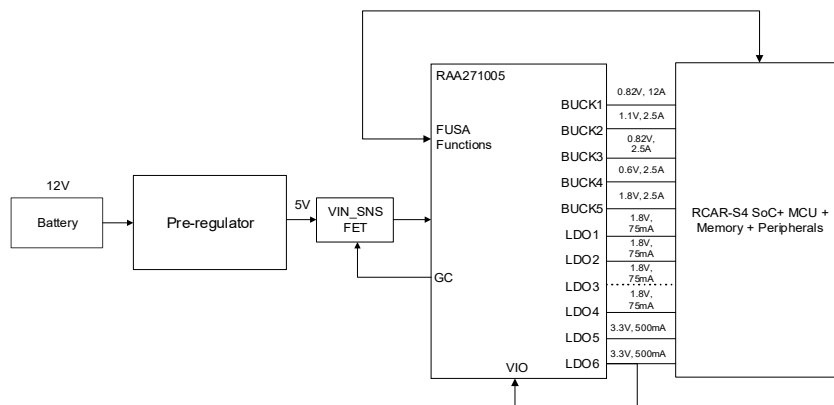 RAA271005
FUSA
Functions
GC
VIO
BUCK1
BUCK2
BUCK3
BUCK4
BUCK5
LDO1
LDO2
LDO3
LDO4
LDO5
LDO6
0.82V, 12A
1.1V, 2.5A
0.82V,
2.5A
0.6V, 2.5A
1.8V, 2.5A
1.8V,
75mA
1.8V,
75mA
1.8V,
75mA
1.8V,
75mA
3.3V, 500mA
3.3V, 500mA
12V
Battery
Pre-regulator
5V
VIN_SNS
FET
RCAR-S4 SoC+ MCU +
Memory + Peripherals